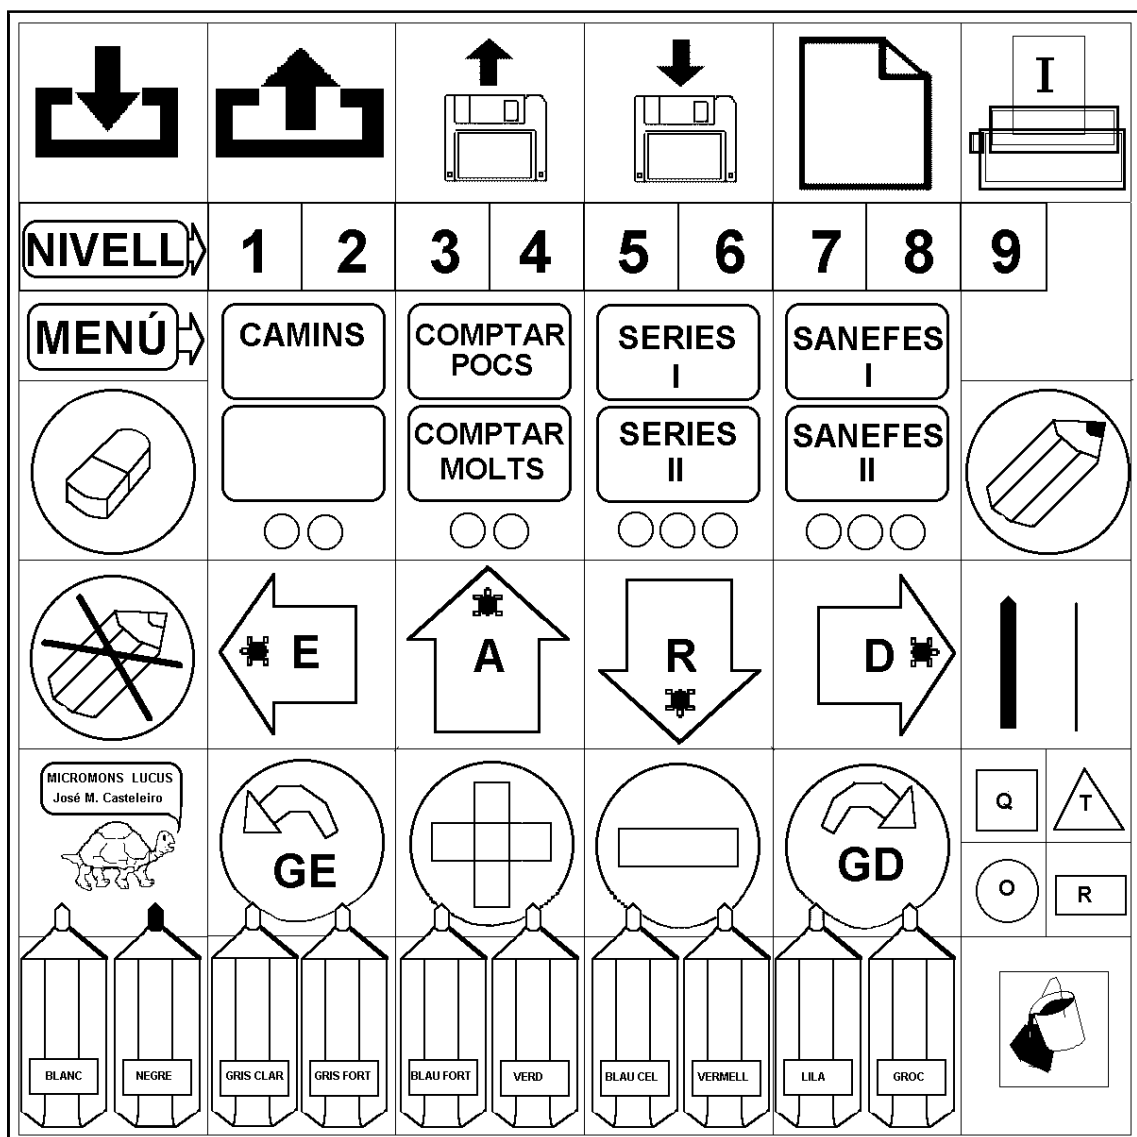 I
NIVELL 1 2 3 4 5 6 7 8 9
MENÚ
CAMINS
COMPTAR
POCS
SERIES
I
SANEFES
I
COMPTAR
MOLTS
SERIES
II
SANEFES
II
E
A
R
D
MICROMONS LUCUS
José M. Casteleiro
GE
GD
Q
T
O
R
BLANC
NEGRE
GRIS CLAR
GRIS FORT
BLAU FORT
VERD
BLAU CEL
VERMELL
LILA
GROC